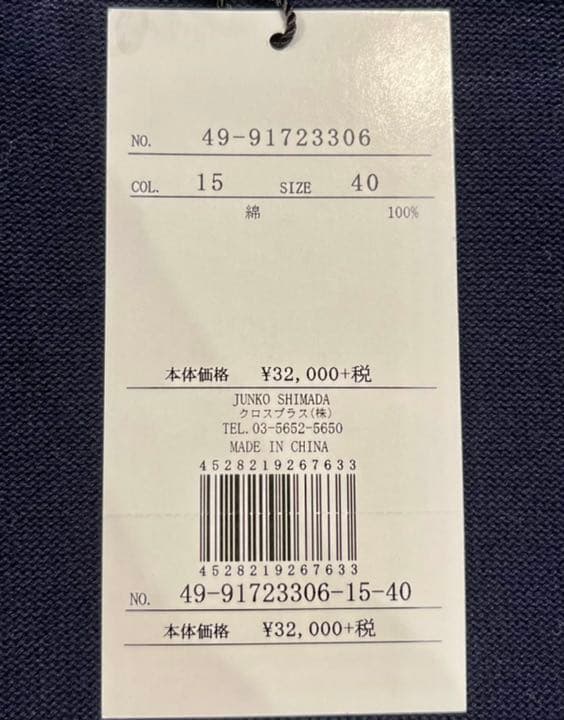 NO. 49-91723306
COL. 15 SIZE 40
綿 100%
本体価格 ¥32,000+税
JUNKO SHIMADA
クロスプラス(株)
TEL.03-5652-5650
MADE IN CHINA
4528219267633
4528219267633
NO. 49-91723306-15-40
本体価格 ¥32,000+税